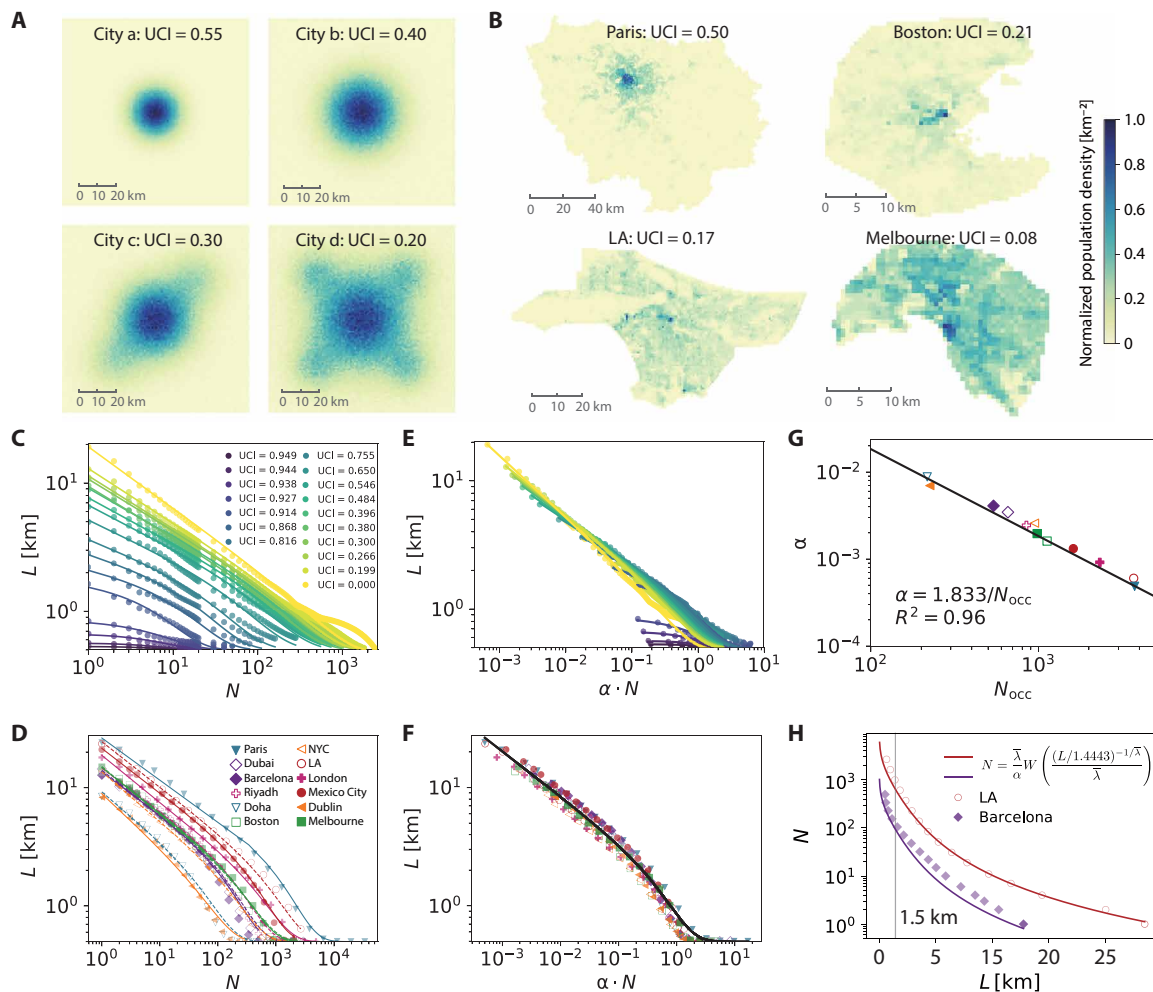 A
City a: UCI = 0.55
0 10 20 km
City b: UCI = 0.40
0 10 20 km
City c: UCI = 0.30
0 10 20 km
City d: UCI = 0.20
0 10 20 km
B
Paris: UCI = 0.50
0 20 40 km
Boston: UCI = 0.21
0 5 10 km
LA: UCI = 0.17
0 10 20 km
Melbourne: UCI = 0.08
0 5 10 km
1.0
0.8
0.6
0.4
0.2
0
Normalized population density [km⁻²]
C
L [km]
10¹
10⁰
UCI = 0.949
UCI = 0.944
UCI = 0.938
UCI = 0.927
UCI = 0.914
UCI = 0.868
UCI = 0.816
UCI = 0.755
UCI = 0.650
UCI = 0.546
UCI = 0.484
UCI = 0.396
UCI = 0.380
UCI = 0.300
UCI = 0.266
UCI = 0.199
UCI = 0.000
10⁰ 10¹ 10² 10³
N
E
L [km]
10¹
10⁰
10⁻³ 10⁻² 10⁻¹ 10⁰ 10¹
α · N
G
α
10⁻²
10⁻³
10⁻⁴
α = 1.833/Nocc
R² = 0.96
10² 10³
Nocc
D
L [km]
10¹
10⁰
Paris
Dubai
Barcelona
Riyadh
Doha
Boston
NYC
LA
London
Mexico City
Dublin
Melbourne
10⁰ 10¹ 10² 10³ 10⁴
N
F
L [km]
10¹
10⁰
10⁻³ 10⁻² 10⁻¹ 10⁰ 10¹
α · N
H
N
10³
10²
10¹
10⁰
N = λ̅/α W ((L/1.4443)^(−1/λ̅)/λ̅)
LA
Barcelona
1.5 km
0 5 10 15 20 25
L [km]